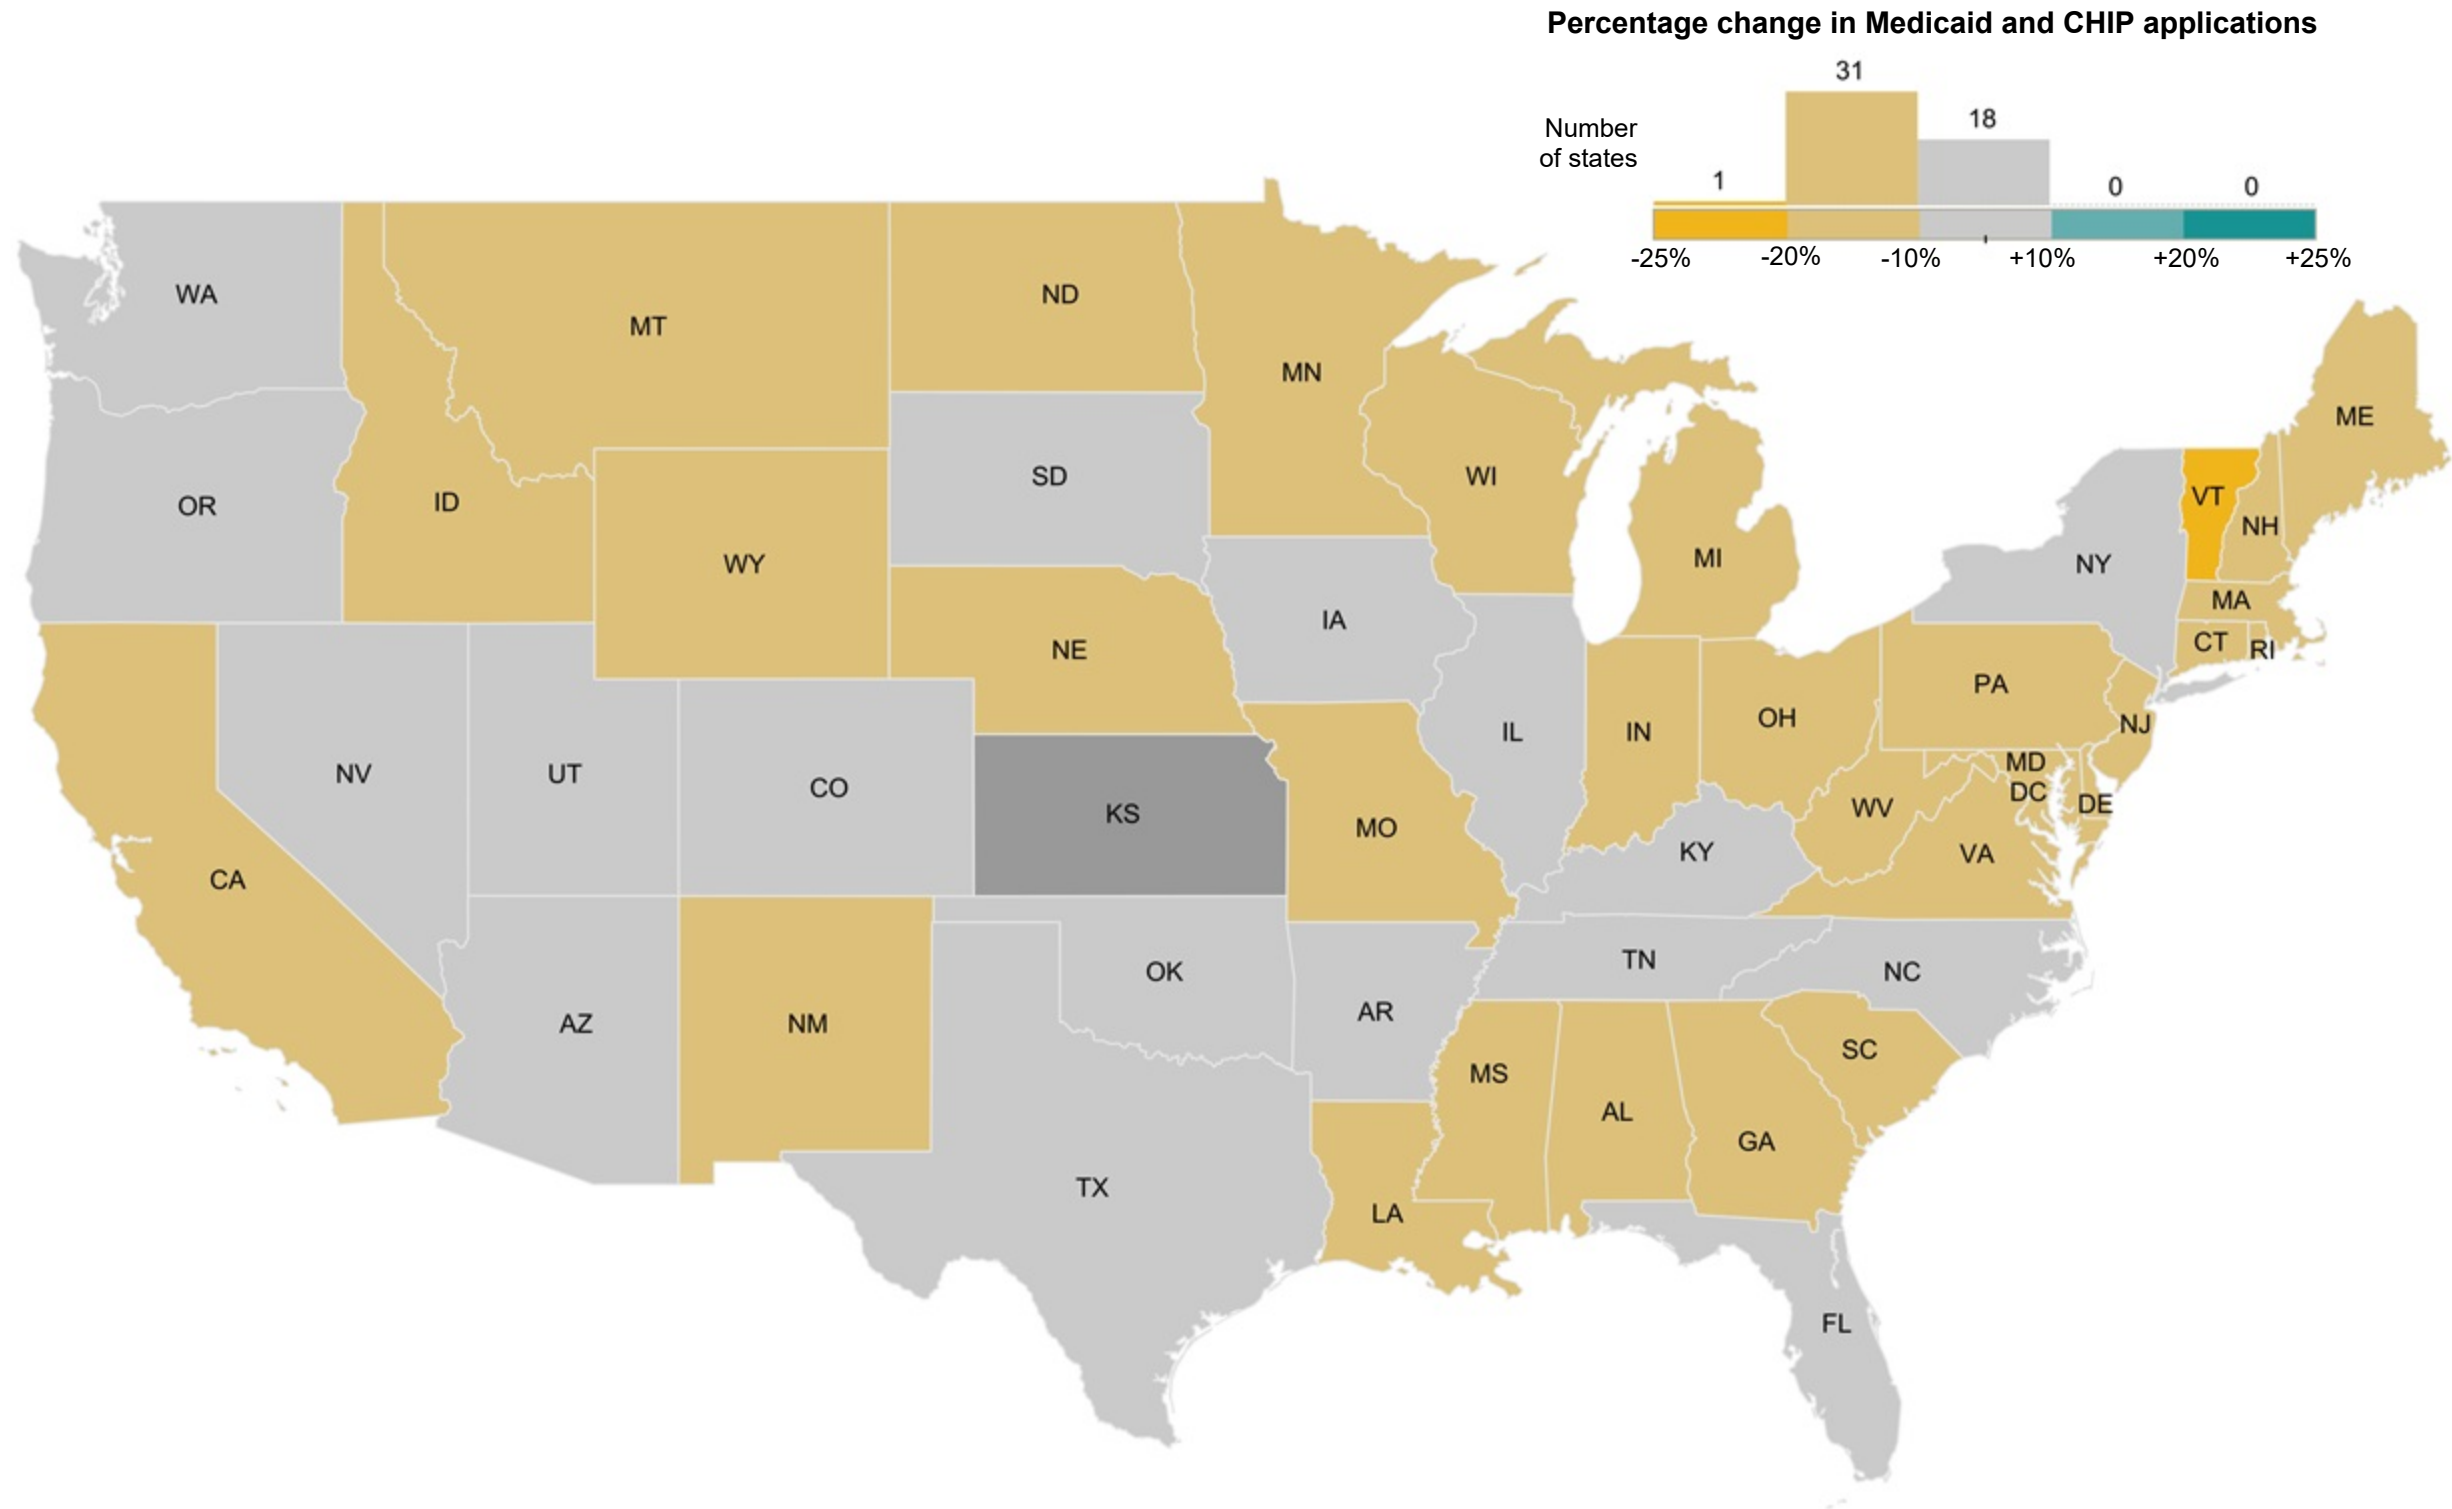 Percentage change in Medicaid and CHIP applications
31
18
Number
of states
1
0
0
-25%
-20%
-10%
+10%
+20%
+25%
WA
MT
ND
MN
ME
OR
ID
SD
WI
VT
NH
WY
MI
NY
MA
IA
NE
CT
RI
PA
NV
UT
CO
KS
MO
IL
IN
OH
NJ
MD
DC
DE
WV
CA
KY
VA
OK
TN
NC
AZ
NM
AR
MS
AL
GA
SC
TX
LA
FL